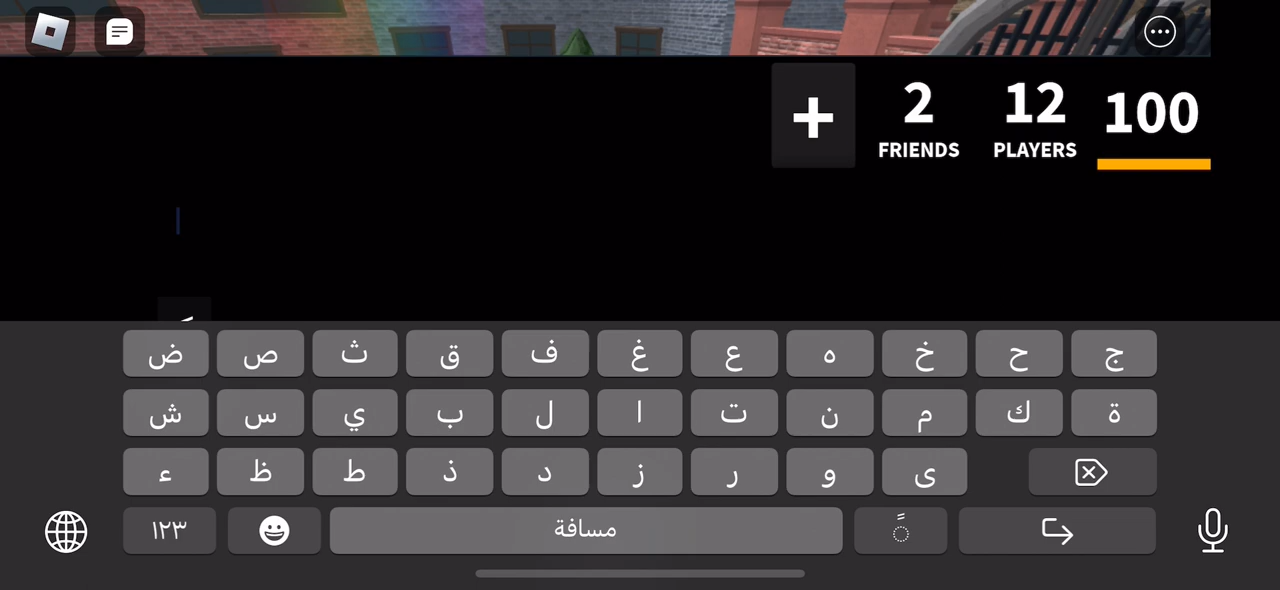 2 12 100
FRIENDS PLAYERS
ض ص ث ق ف غ ع ه خ ح ج
ش س ي ب ل ا ت ن م ك ة
ء ظ ط ذ د ز ر و ى
١٢٣ مسافة